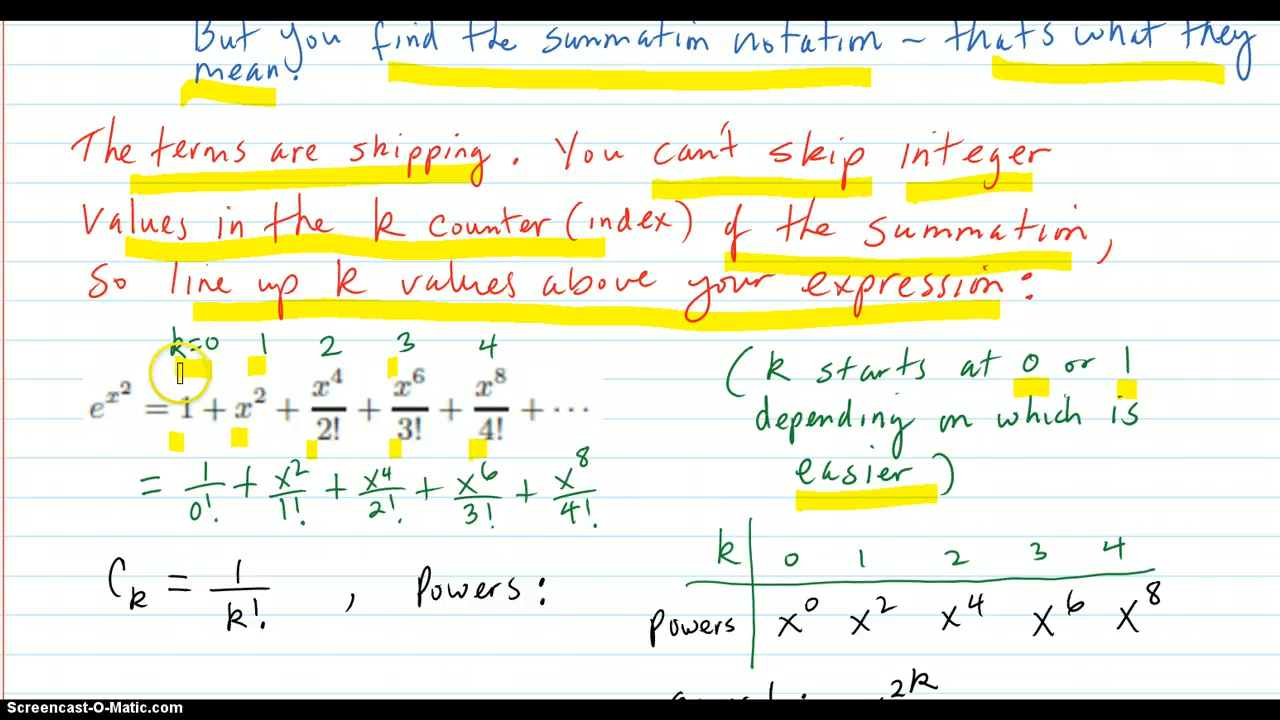 But you find the summation notation – that's what they
mean.
The terms are skipping. You can't skip integer
values in the k counter (index) of the summation,
So line up k values above your expression:
k=0 1 2 3 4
e^{x^2} = 1 + x^2 + x^4/2! + x^6/3! + x^8/4! + ⋯
= 1/0! + x^2/1! + x^4/2! + x^6/3! + x^8/4!
(k starts at 0 or 1
depending on which is
easier)
C_k = 1/k! , Powers:
k 0 1 2 3 4
Powers x^0 x^2 x^4 x^6 x^8
2k
Screencast-O-Matic.com